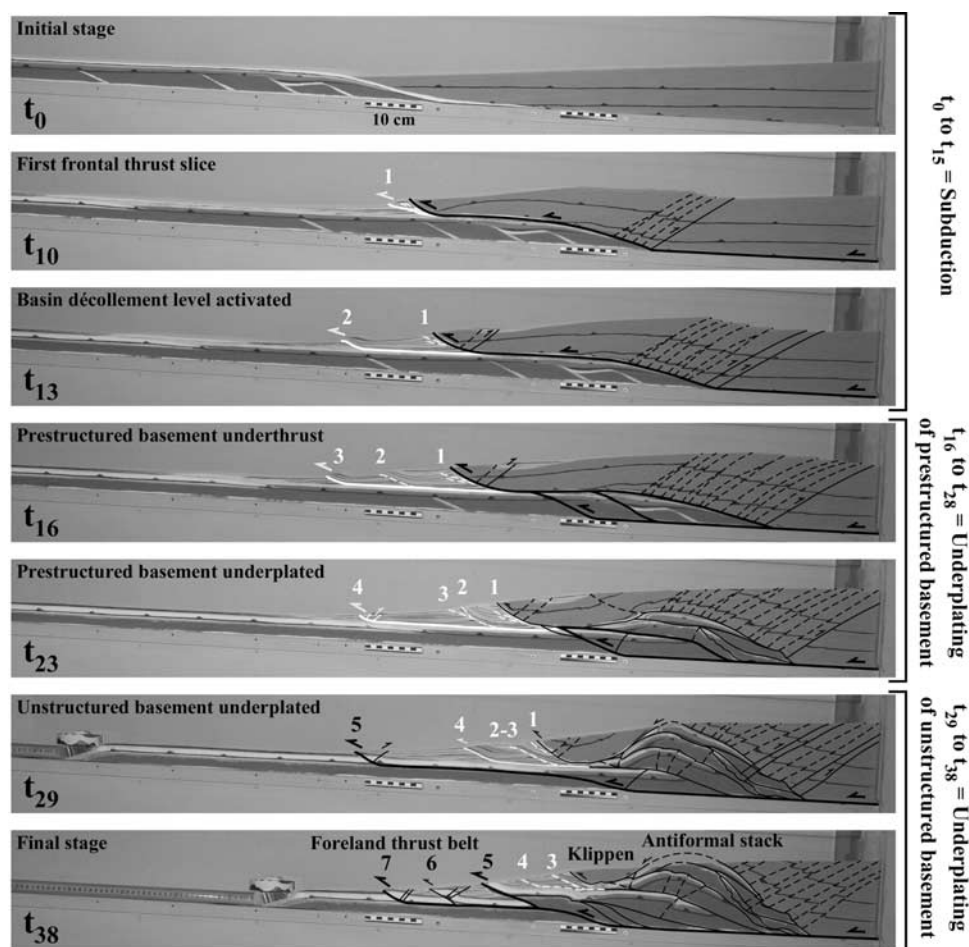 Initial stage
t0
10 cm
First frontal thrust slice
1
t10
Basin décollement level activated
2 1
t13
t0 to t15 = Subduction
Prestructured basement underthrust
3 2 1
t16
Prestructured basement underplated
4 3 2 1
t23
t16 to t28 = Underplating
of prestructured basement
Unstructured basement underplated
5 4 2-3 1
t29
Final stage
Foreland thrust belt
Klippen
Antiformal stack
7 6 5 4 3
t38
t29 to t38 = Underplating
of unstructured basement